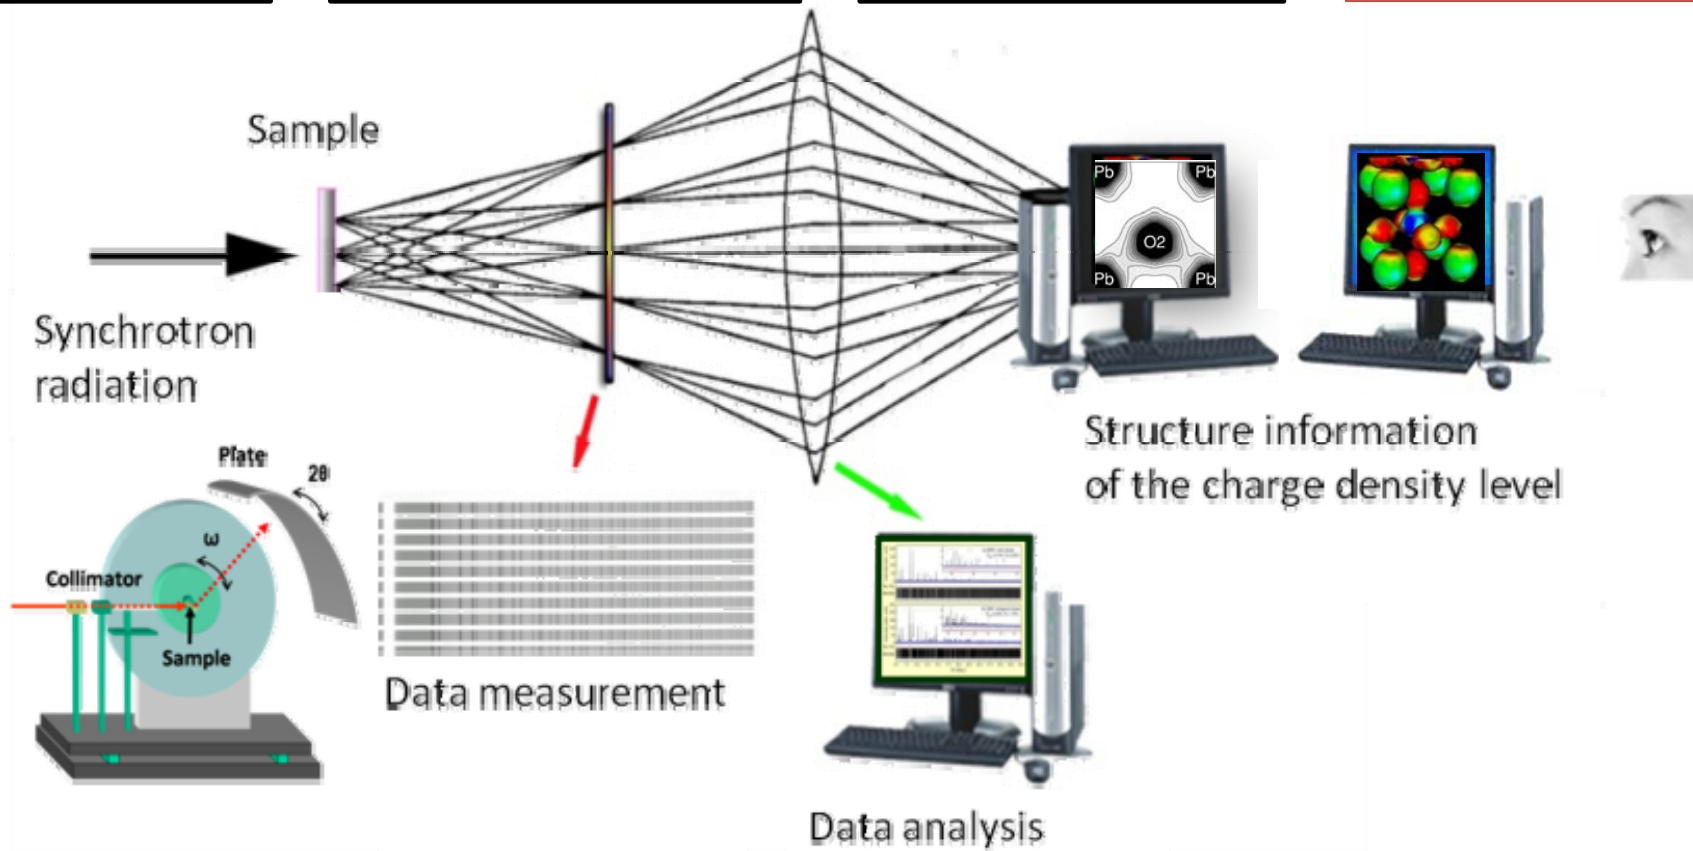 Sample
Pb
Pb
O2
Pb
Pb
Synchrotron
radiation
Structure information
of the charge density level
Plate
2θ
ω
Collimator
Sample
Data measurement
Data analysis